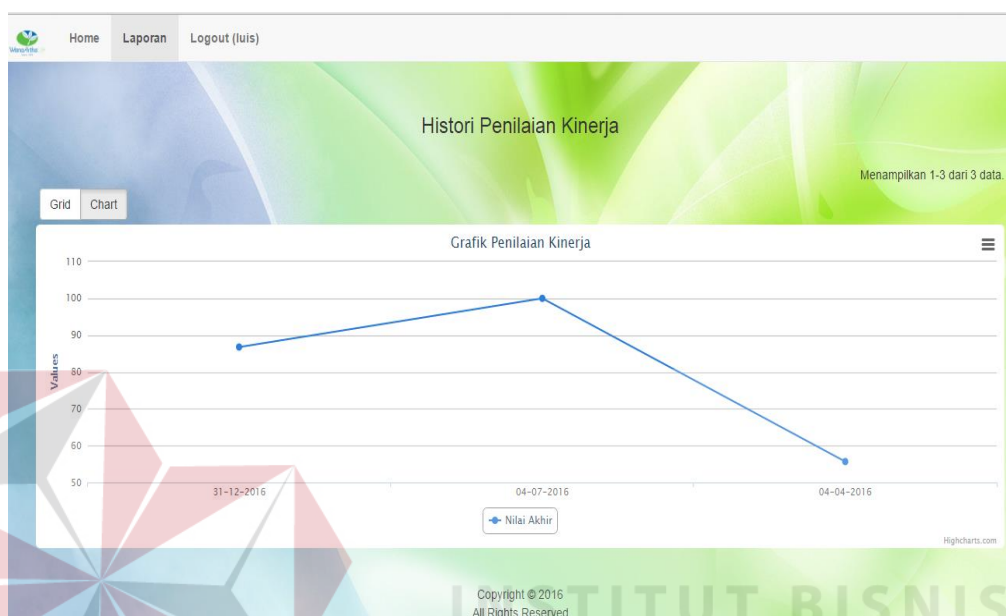 Home Laporan Logout (luis)
Histori Penilaian Kinerja
Menampilkan 1-3 dari 3 data.
Grid Chart
Grafik Penilaian Kinerja
110
100
90
80
70
60
50
Values
31-12-2016 04-07-2016 04-04-2016
Nilai Akhir
Highcharts.com
Copyright © 2016
All Rights Reserved
INSTITUT BISNIS